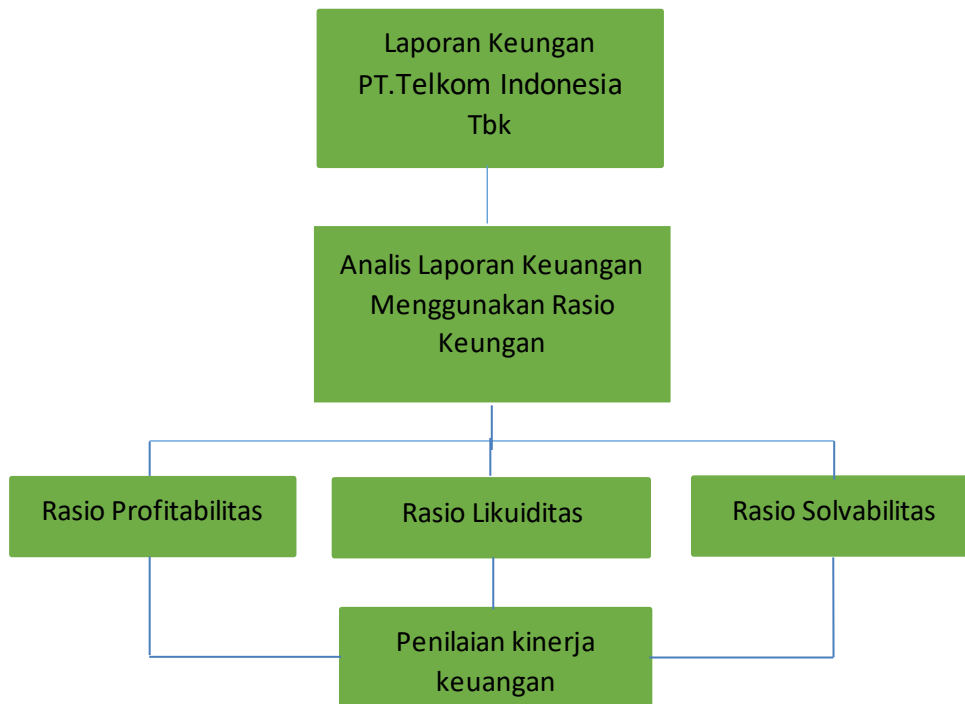 Laporan Keungan
PT.Telkom Indonesia
Tbk
Analis Laporan Keuangan
Menggunakan Rasio
Keungan
Rasio Profitabilitas
Rasio Likuiditas
Rasio Solvabilitas
Penilaian kinerja
keuangan